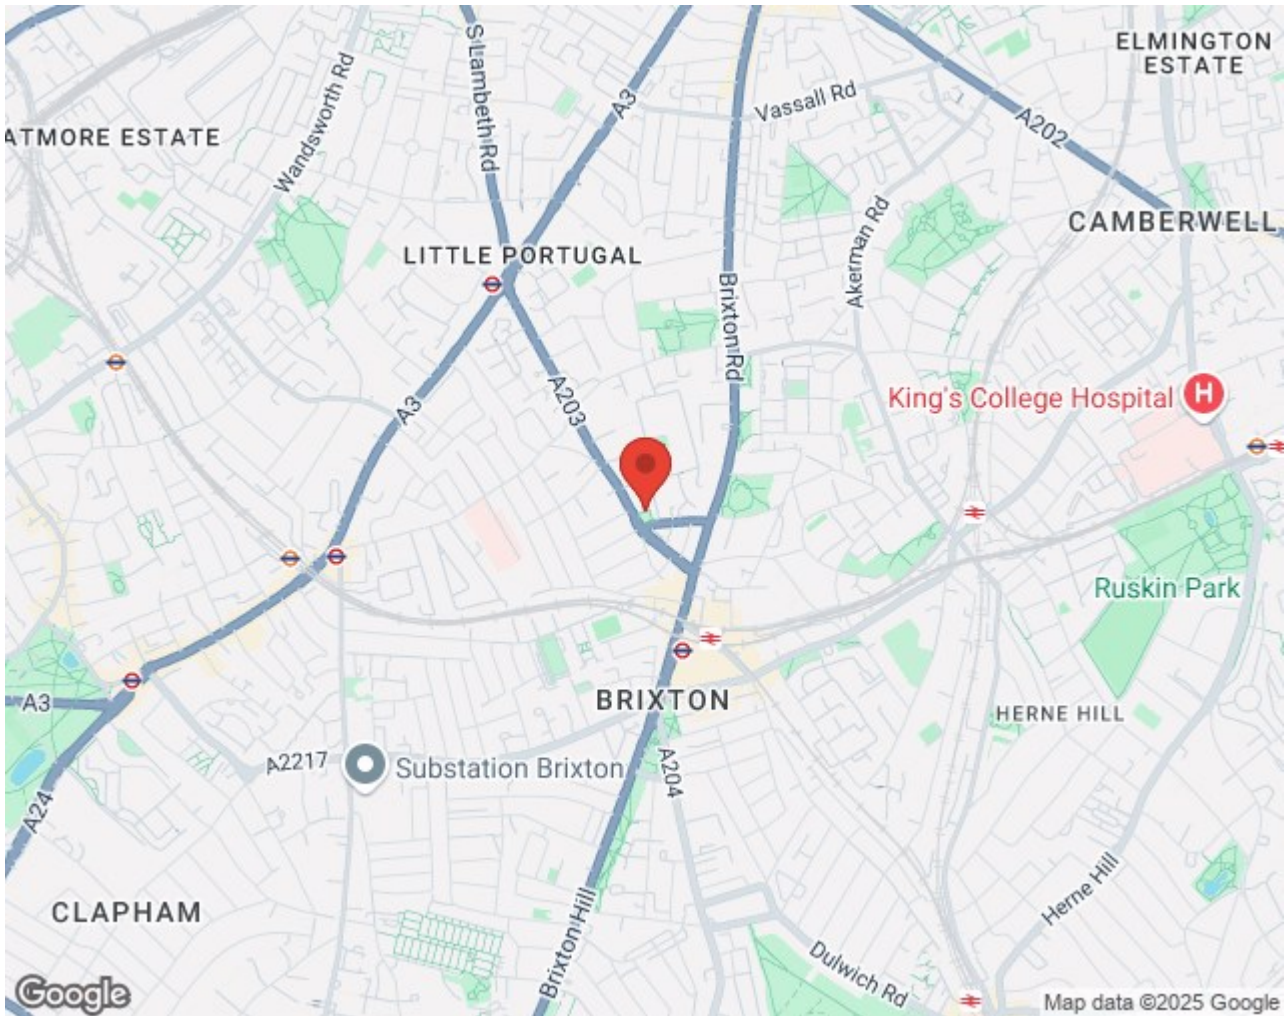 ELMINGTON
ESTATE
S Lambeth Rd
A3
Vassall Rd
A202
ATMORE ESTATE
Wandsworth Rd
Akerman Rd
CAMBERWELL
LITTLE PORTUGAL
Brixton Rd
A203
A3
King's College Hospital
H
Ruskin Park
A3
BRIXTON
HERNE HILL
A2217
Substation Brixton
A204
A24
CLAPHAM
Brixton Hill
Herne Hill
Dulwich Rd
Google
Map data ©2025 Google